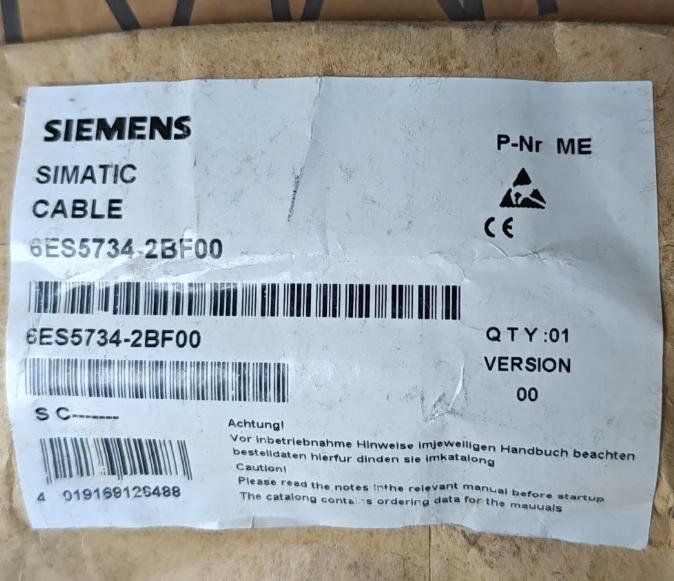 SIEMENS
P-Nr ME
SIMATIC
CABLE
CE
6ES5734-2BF00
6ES5734-2BF00
QTY:01
VERSION
00
SC-------
Achtung!
Vor inbetriebnahme Hinweise imjeweiligen Handbuch beachten
bestelldaten hierfur dinden sie imkatalong
Caution!
Please read the notes inthe relevant manual before startup
The catalong contains ordering data for the mauuals
4 019169126488